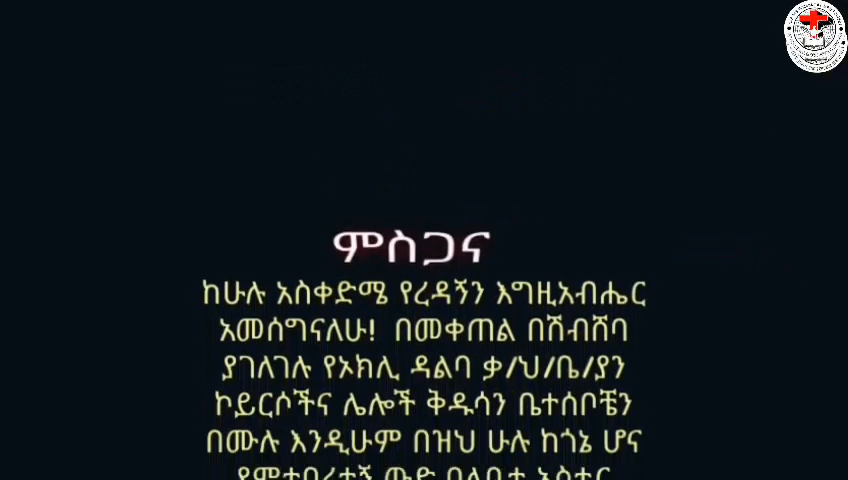 ምስጋና
ከሁሉ አስቀድሜ የረዳኝን እግዚአብሔር
አመሰግናለሁ! በመቀጠል በሽብሸባ
ያገለገሉ የኦክሊ ዳልባ ቃ/ህ/ቤ/ያን
ኮይርሶችና ሌሎች ቅዱሳን ቤተሰቦቼን
በሙሉ እንዲሁም በዝህ ሁሉ ከጎኔ ሆና